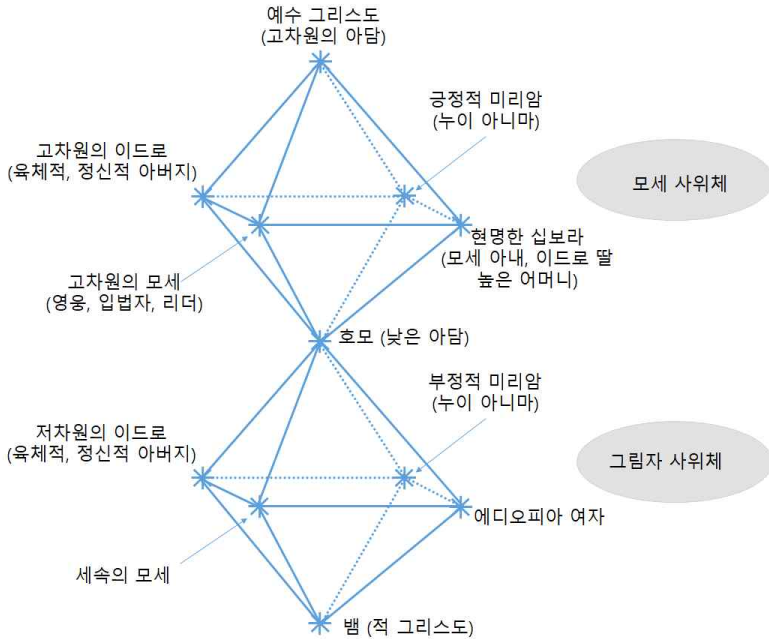 예수 그리스도
(고차원의 아담)
긍정적 미리암
(누이 아니마)
고차원의 이드로
(육체적, 정신적 아버지)
모세 사위체
현명한 십보라
(모세 아내, 이드로 딸
높은 어머니)
고차원의 모세
(영웅, 입법자, 리더)
호모 (낮은 아담)
부정적 미리암
(누이 아니마)
저차원의 이드로
(육체적, 정신적 아버지)
그림자 사위체
에디오피아 여자
세속의 모세
뱀 (적 그리스도)